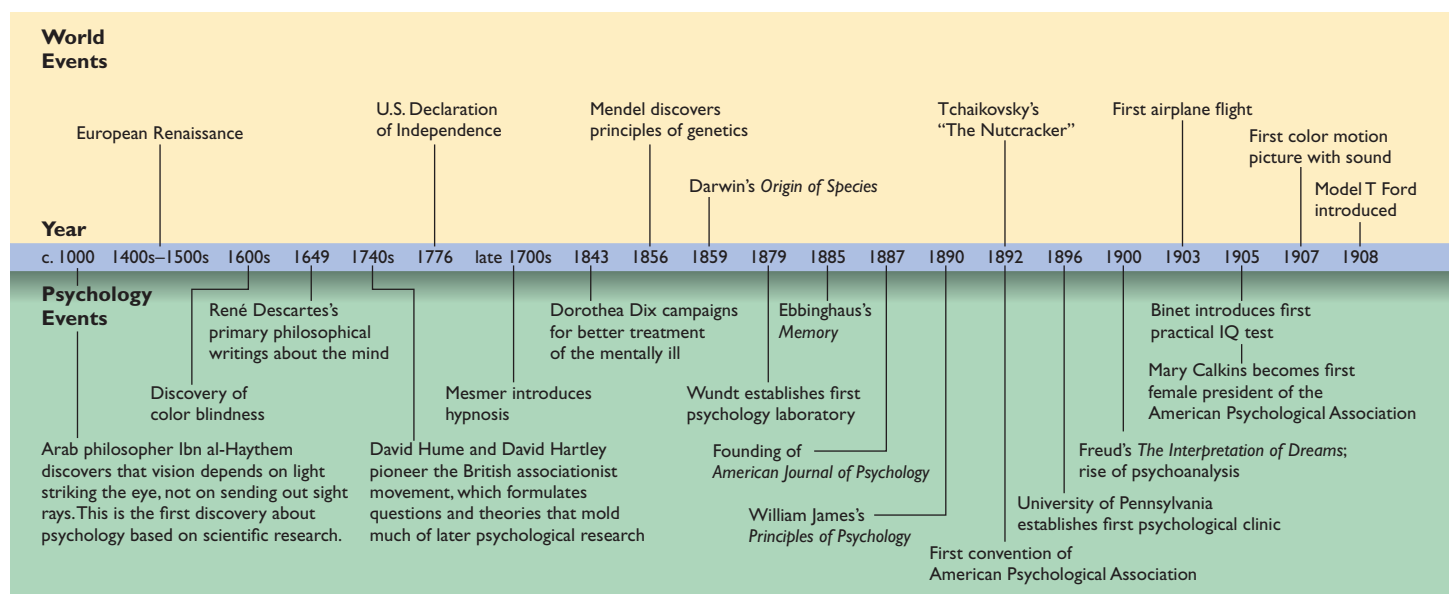 World
Events
European Renaissance
U.S. Declaration
of Independence
Mendel discovers
principles of genetics
Darwin's Origin of Species
Tchaikovsky's
"The Nutcracker"
First airplane flight
First color motion
picture with sound
Model T Ford
introduced
Year
c. 1000 1400s–1500s 1600s 1649 1740s 1776 late 1700s 1843 1856 1859 1879 1885 1887 1890 1892 1896 1900 1903 1905 1907 1908
Psychology
Events
Arab philosopher Ibn al-Haythem
discovers that vision depends on light
striking the eye, not on sending out sight
rays. This is the first discovery about
psychology based on scientific research.
Discovery of
color blindness
René Descartes's
primary philosophical
writings about the mind
David Hume and David Hartley
pioneer the British associationist
movement, which formulates
questions and theories that mold
much of later psychological research
Mesmer introduces
hypnosis
Dorothea Dix campaigns
for better treatment
of the mentally ill
Wundt establishes first
psychology laboratory
Ebbinghaus's
Memory
Founding of
American Journal of Psychology
William James's
Principles of Psychology
First convention of
American Psychological Association
University of Pennsylvania
establishes first psychological clinic
Freud's The Interpretation of Dreams;
rise of psychoanalysis
Binet introduces first
practical IQ test
Mary Calkins becomes first
female president of the
American Psychological Association